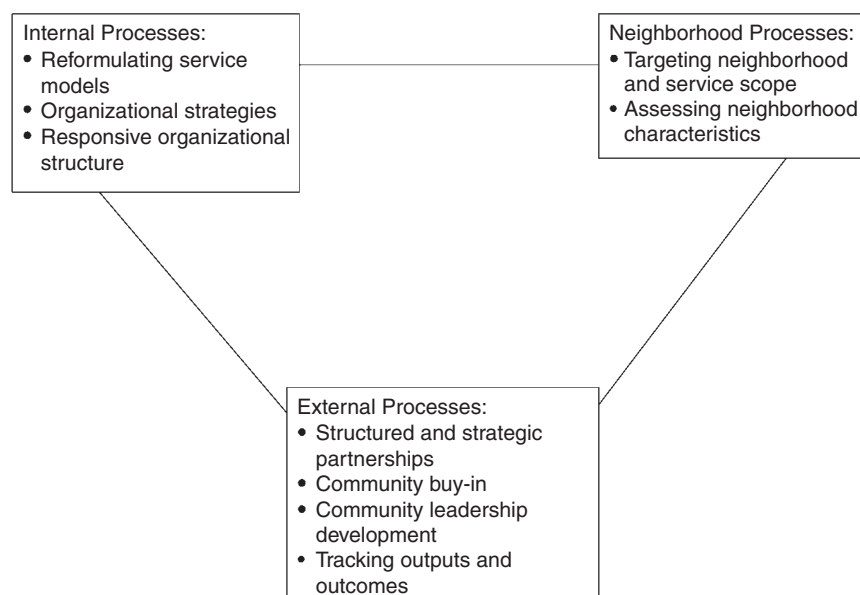 Internal Processes:
• Reformulating service
models
• Organizational strategies
• Responsive organizational
structure
Neighborhood Processes:
• Targeting neighborhood
and service scope
• Assessing neighborhood
characteristics
External Processes:
• Structured and strategic
partnerships
• Community buy-in
• Community leadership
development
• Tracking outputs and
outcomes